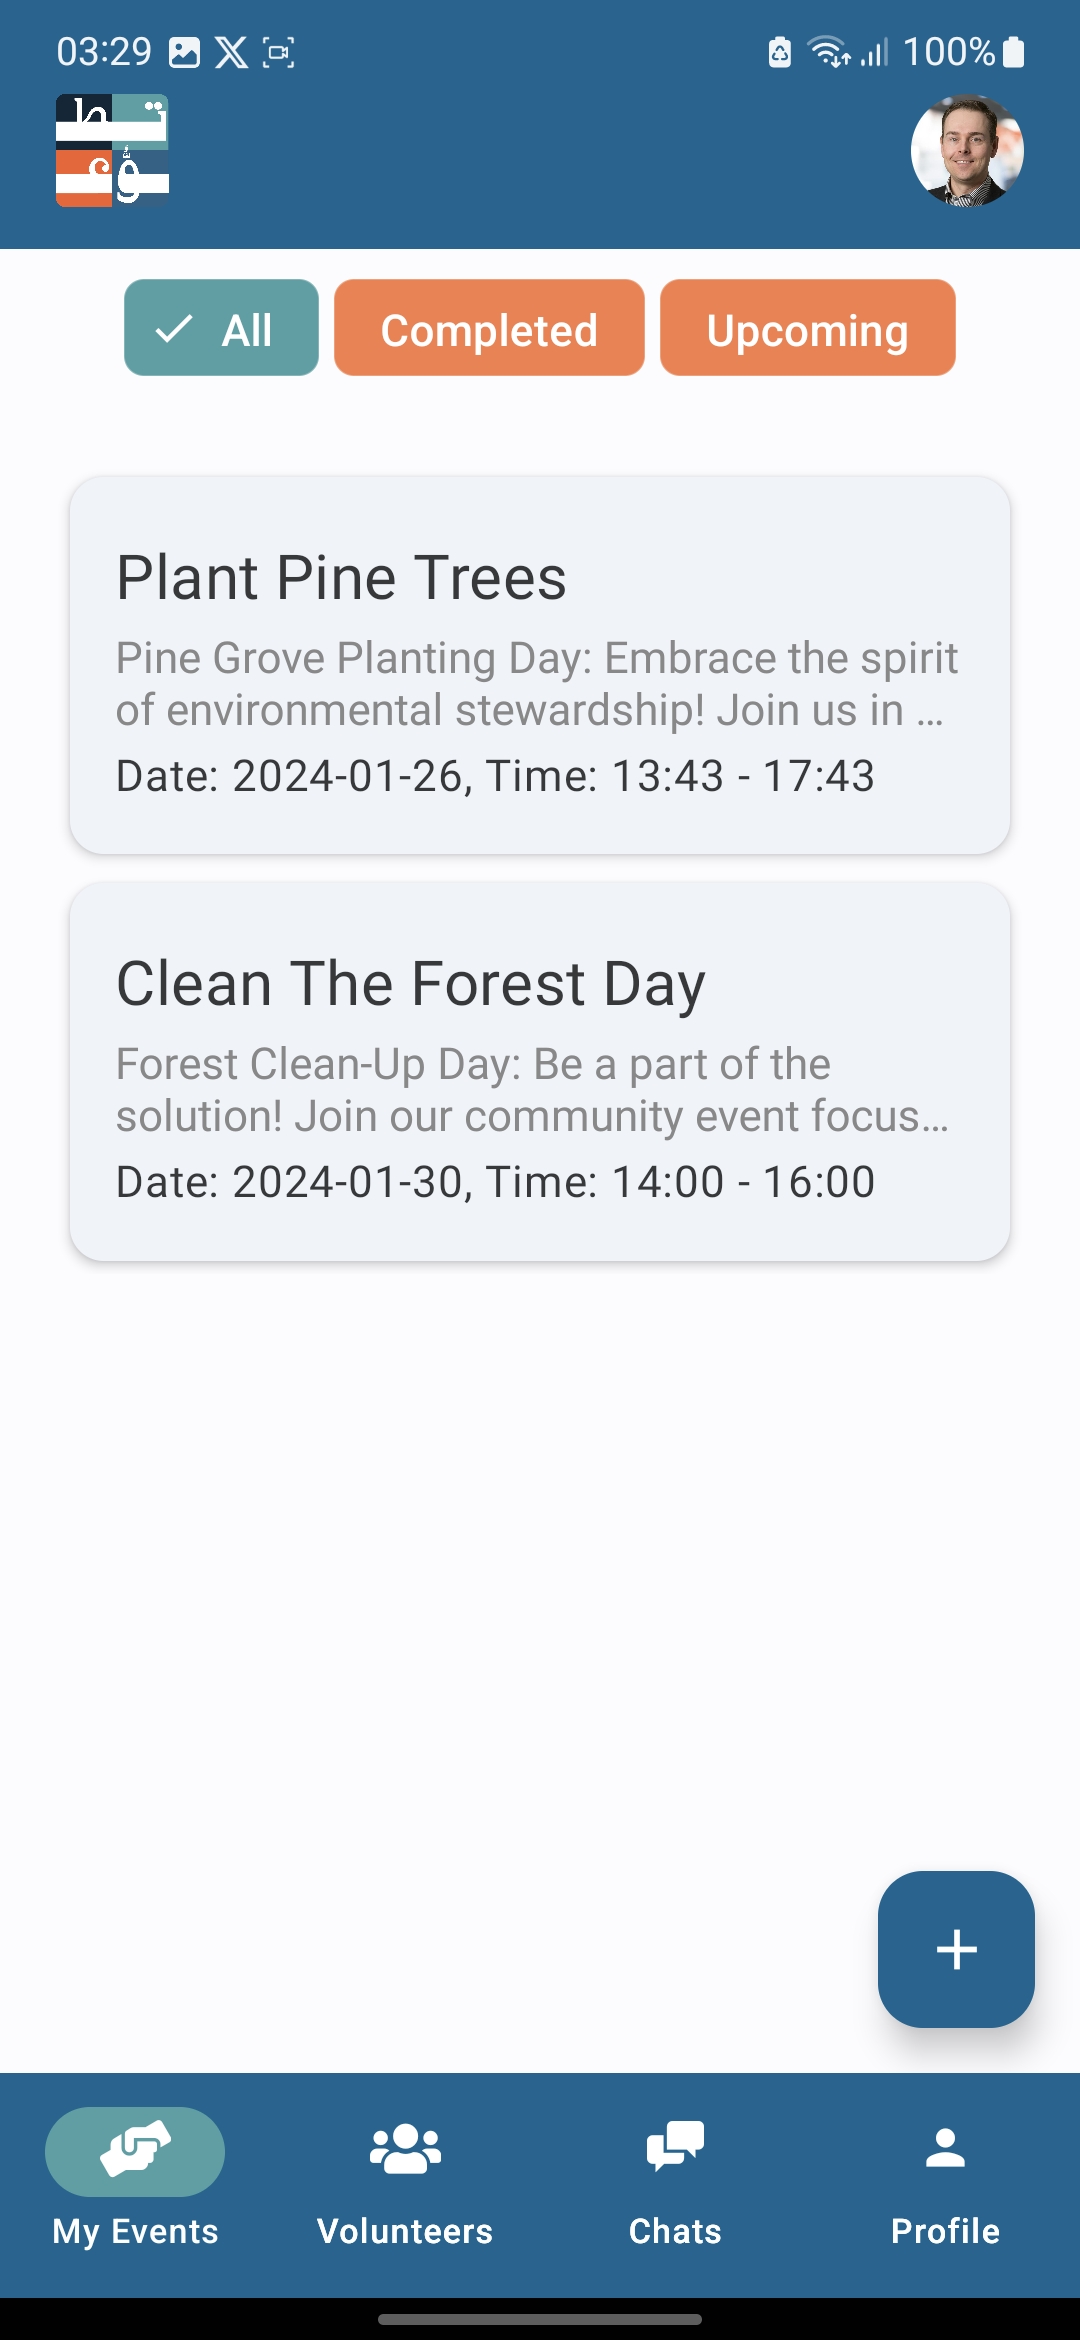 03:29
100%
All
Completed
Upcoming
Plant Pine Trees
Pine Grove Planting Day: Embrace the spirit
of environmental stewardship! Join us in ...
Date: 2024-01-26, Time: 13:43 - 17:43
Clean The Forest Day
Forest Clean-Up Day: Be a part of the
solution! Join our community event focus...
Date: 2024-01-30, Time: 14:00 - 16:00
My Events
Volunteers
Chats
Profile